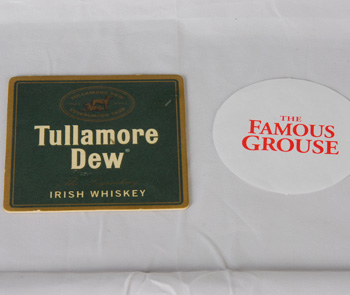 Tullamore
Dew
IRISH WHISKEY
THE
FAMOUS
GROUSE